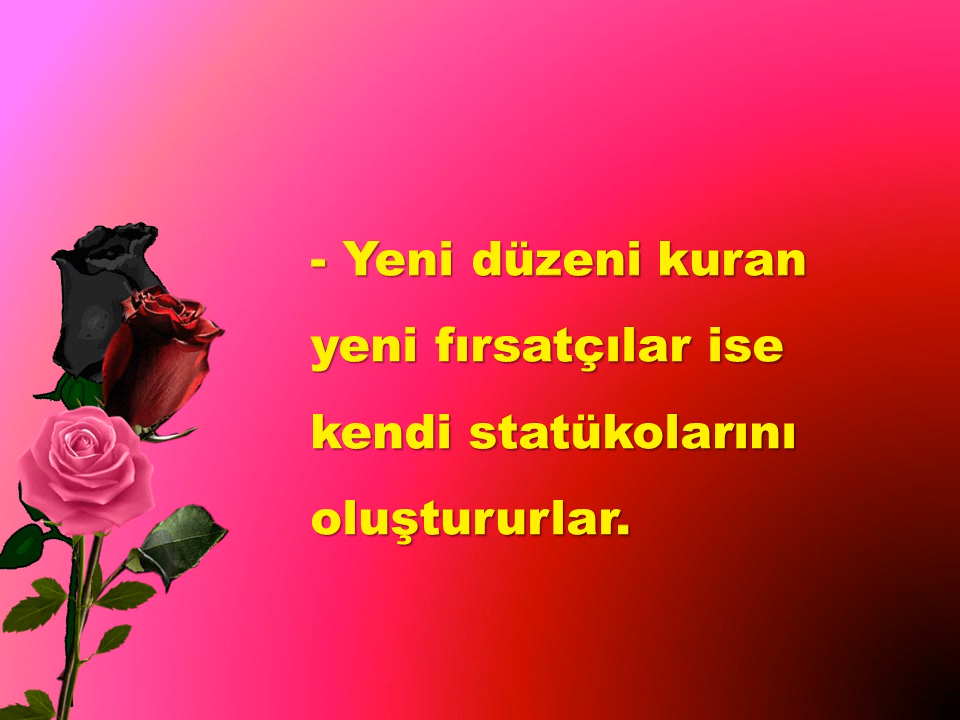 - Yeni düzeni kuran
yeni fırsatçılar ise
kendi statükolarını
oluştururlar.